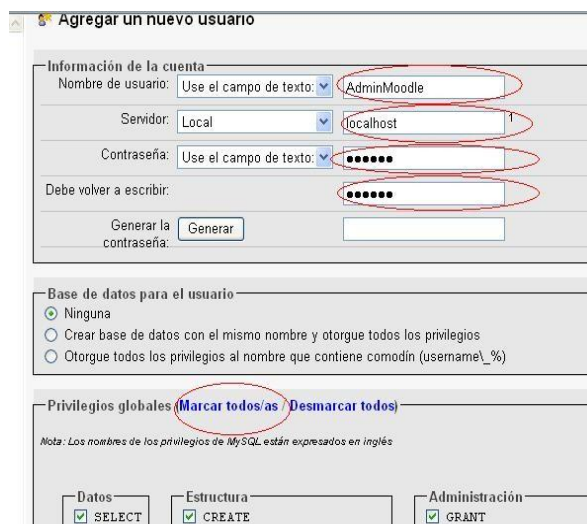 Agregar un nuevo usuario
Información de la cuenta
Nombre de usuario: Use el campo de texto: AdminMoodle
Servidor: Local localhost 1
Contraseña: Use el campo de texto: ●●●●●●
Debe volver a escribir: ●●●●●●
Generar la contraseña: Generar
Base de datos para el usuario
Ninguna
Crear base de datos con el mismo nombre y otorgue todos los privilegios
Otorgue todos los privilegios al nombre que contiene comodín (username\_%)
Privilegios globales (Marcar todos/as / Desmarcar todos)
Nota: Los nombres de los privilegios de MySQL están expresados en inglés
Datos Estructura Administración
SELECT CREATE GRANT